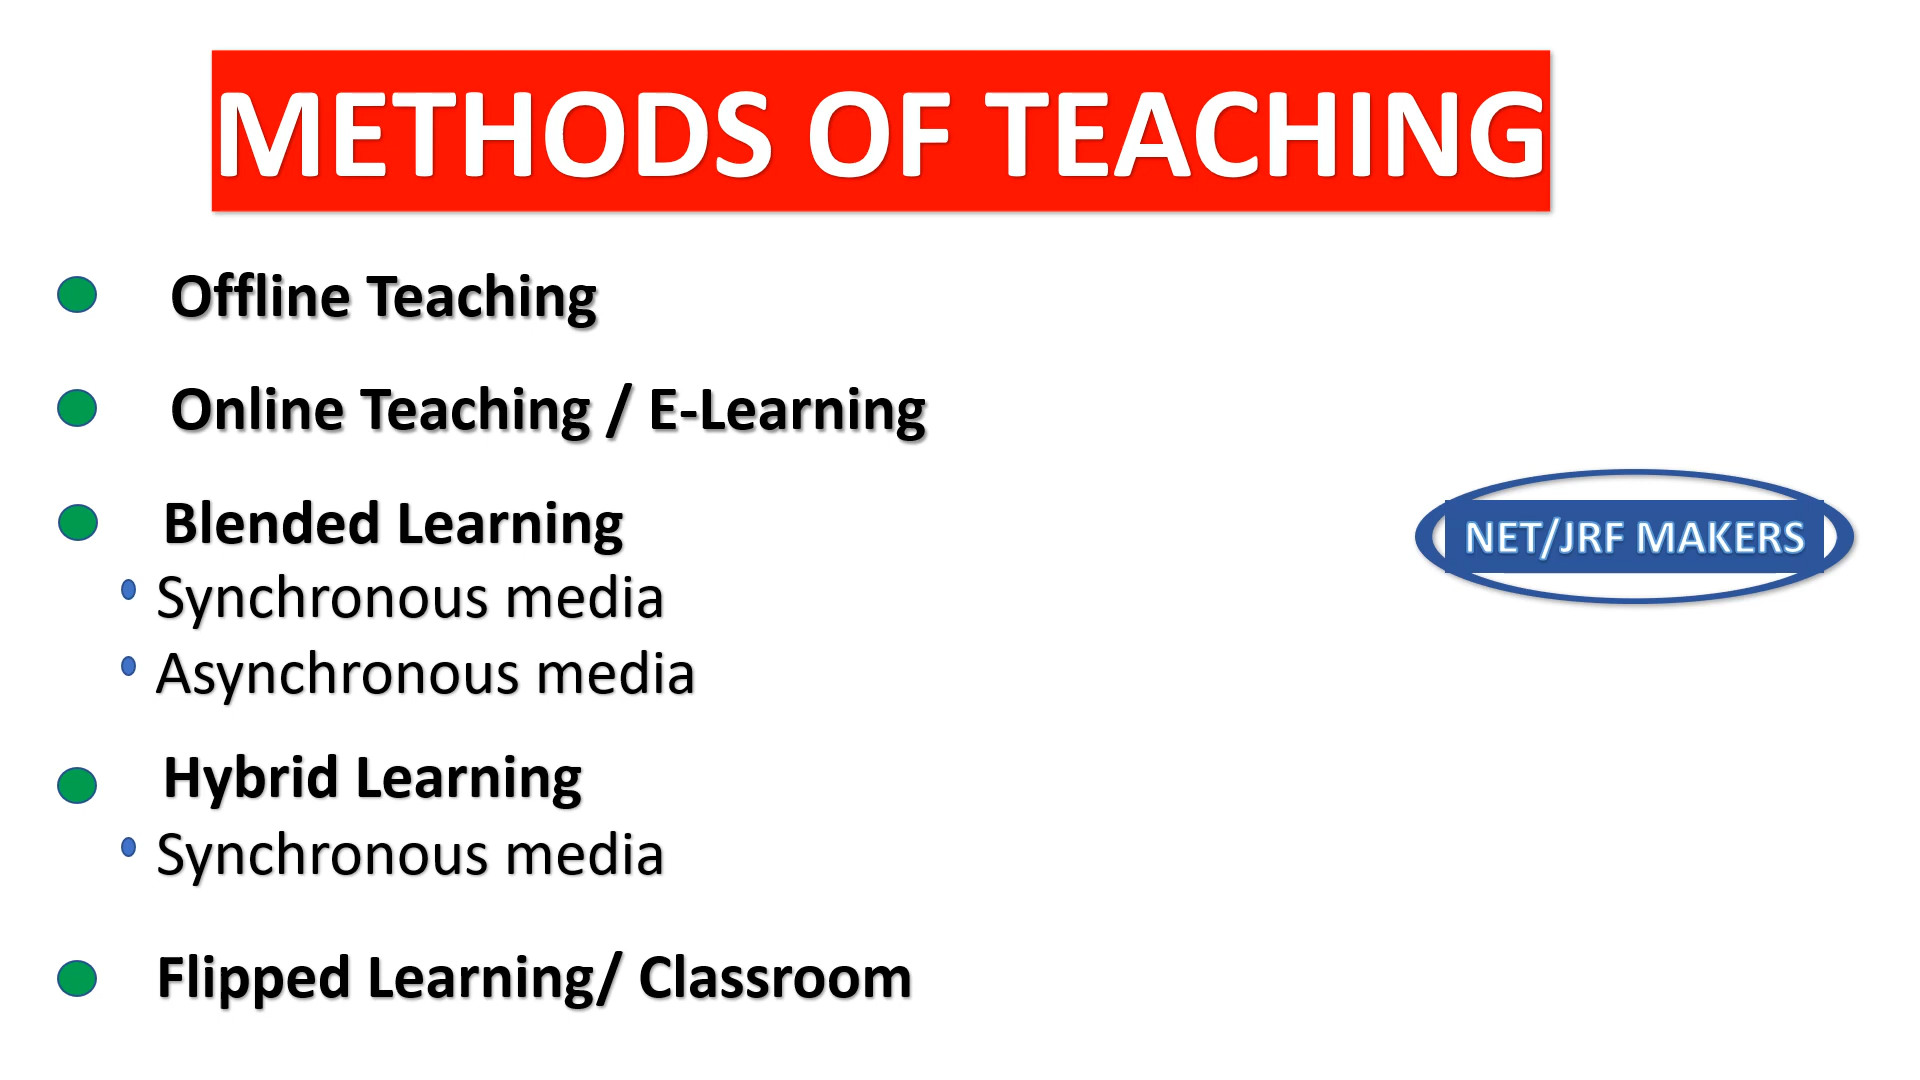 METHODS OF TEACHING
Offline Teaching
Online Teaching / E-Learning
Blended Learning
Synchronous media
Asynchronous media
Hybrid Learning
Synchronous media
Flipped Learning/ Classroom
NET/JRF MAKERS